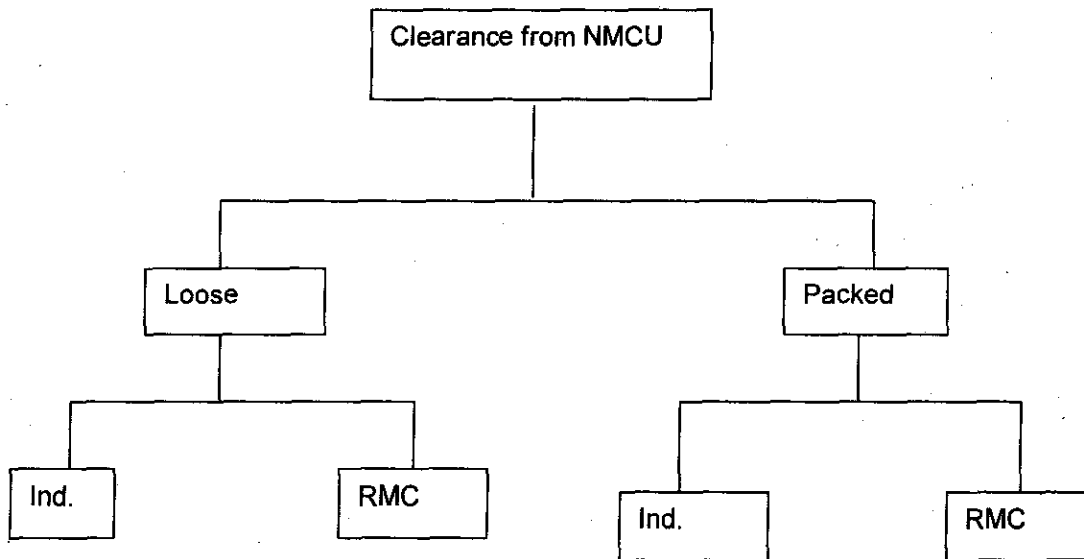 Clearance from NMCU
Loose
Packed
Ind.
RMC
Ind.
RMC